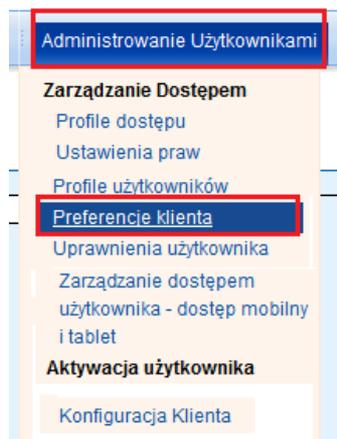 Administrowanie Użytkownikami
Zarządzanie Dostępem
Profile dostępu
Ustawienia praw
Profile użytkowników
Preferencje klienta
Uprawnienia użytkownika
Zarządzanie dostępem
użytkownika - dostęp mobilny
i tablet
Aktywacja użytkownika
Konfiguracja Klienta